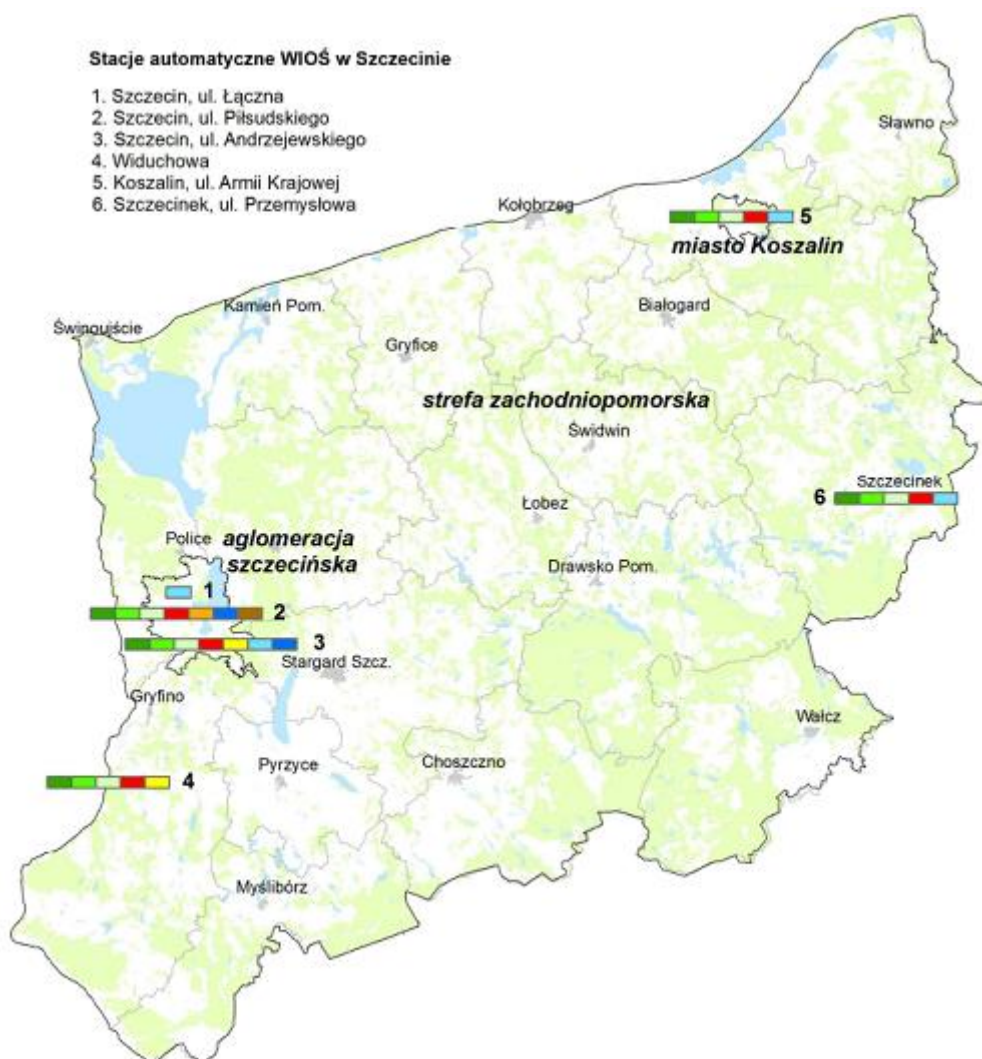 Stacje automatyczne WIOŚ w Szczecinie
1. Szczecin, ul. Łączna
2. Szczecin, ul. Piłsudskiego
3. Szczecin, ul. Andrzejewskiego
4. Widuchowa
5. Koszalin, ul. Armii Krajowej
6. Szczecinek, ul. Przemysłowa
Sławno
Kołobrzeg
5
miasto Koszalin
Kamień Pom.
Białogard
Świnoujście
Gryfice
strefa zachodniopomorska
Świdwin
Szczecinek
6
Łobez
Police
aglomeracja
szczecińska
Drawsko Pom.
1
2
3
Stargard Szcz.
Gryfino
Wałcz
Pyrzyce
Choszczno
4
Myślibórz